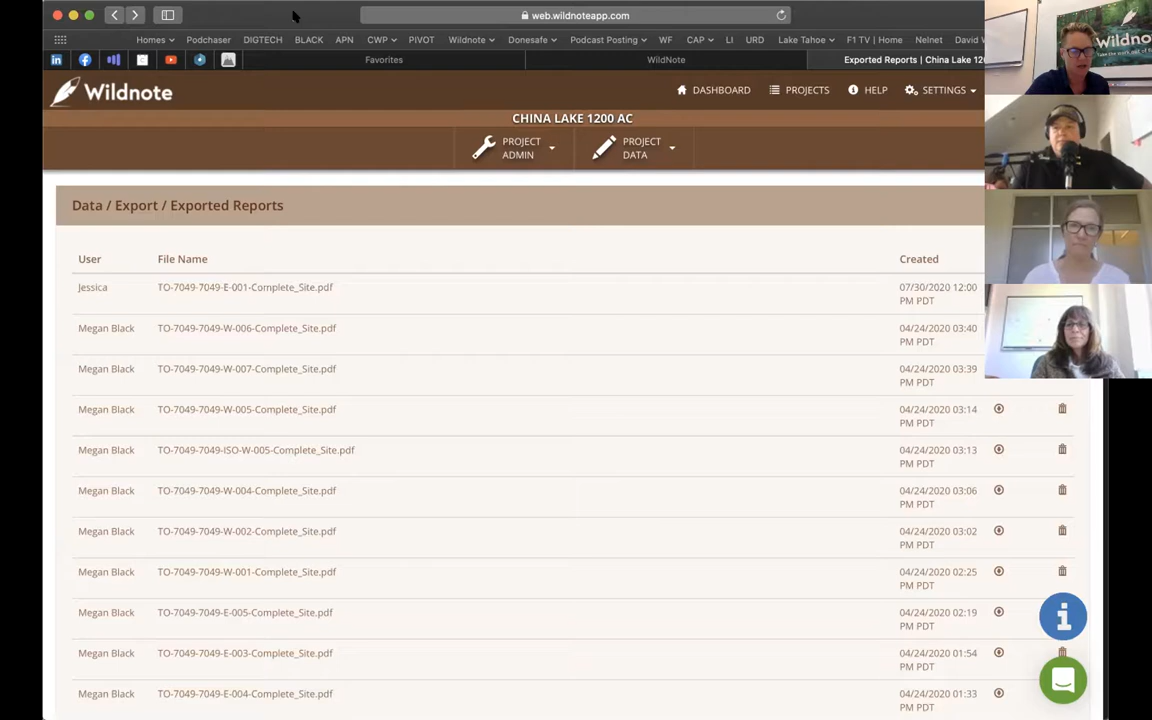 web.wildnoteapp.com
Homes Podchaser DIGTECH BLACK APN CWP PIVOT Wildnote Donesafe Podcast Posting WF CAP LI URD Lake Tahoe F1 TV | Home Nelnet David W
Favorites WildNote Exported Reports | China Lake 120
Wildnote DASHBOARD PROJECTS HELP SETTINGS
CHINA LAKE 1200 AC
PROJECT ADMIN PROJECT DATA
Data / Export / Exported Reports
User File Name Created
Jessica TO-7049-7049-E-001-Complete_Site.pdf 07/30/2020 12:00
PM PDT
Megan Black TO-7049-7049-W-006-Complete_Site.pdf 04/24/2020 03:40
PM PDT
Megan Black TO-7049-7049-W-007-Complete_Site.pdf 04/24/2020 03:39
PM PDT
Megan Black TO-7049-7049-W-005-Complete_Site.pdf 04/24/2020 03:14
PM PDT
Megan Black TO-7049-7049-ISO-W-005-Complete_Site.pdf 04/24/2020 03:13
PM PDT
Megan Black TO-7049-7049-W-004-Complete_Site.pdf 04/24/2020 03:06
PM PDT
Megan Black TO-7049-7049-W-002-Complete_Site.pdf 04/24/2020 03:02
PM PDT
Megan Black TO-7049-7049-W-001-Complete_Site.pdf 04/24/2020 02:25
PM PDT
Megan Black TO-7049-7049-E-005-Complete_Site.pdf 04/24/2020 02:19
PM PDT
Megan Black TO-7049-7049-E-003-Complete_Site.pdf 04/24/2020 01:54
PM PDT
Megan Black TO-7049-7049-E-004-Complete_Site.pdf 04/24/2020 01:33
PM PDT
Wildnote